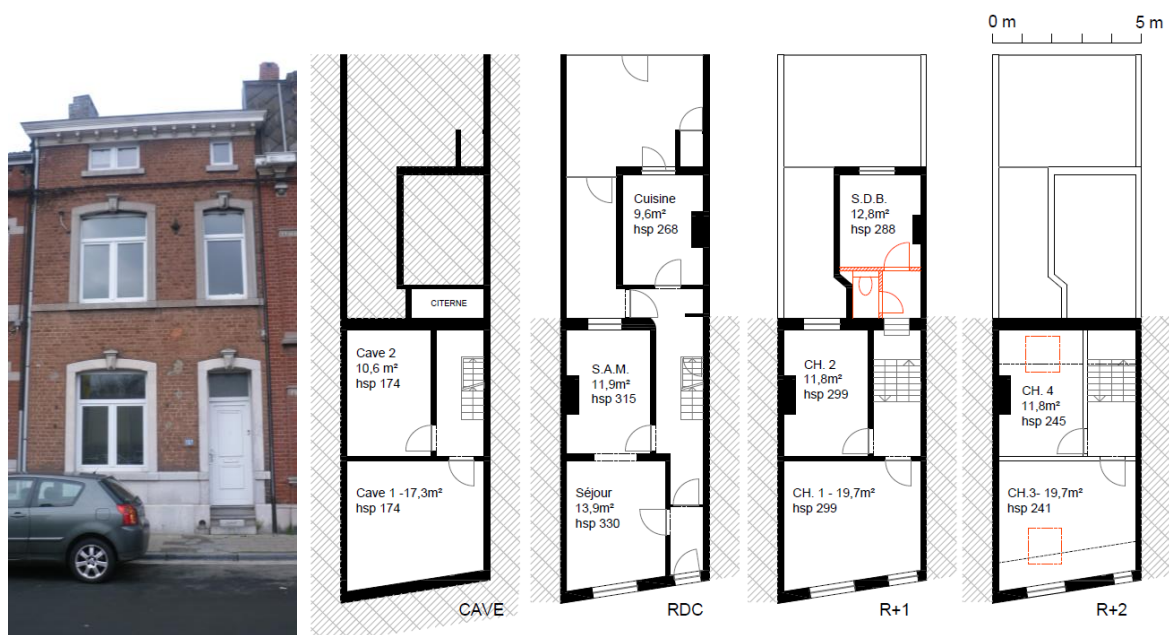 0 m 5 m
CITERNE
Cave 2
10,6 m²
hsp 174
Cave 1 -17,3m²
hsp 174
CAVE
Cuisine
9,6m²
hsp 268
S.A.M.
11,9m²
hsp 315
Séjour
13,9m²
hsp 330
RDC
S.D.B.
12,8m²
hsp 288
CH. 2
11,8m²
hsp 299
CH. 1 - 19,7m²
hsp 299
R+1
CH. 4
11,8m²
hsp 245
CH.3- 19,7m²
hsp 241
R+2